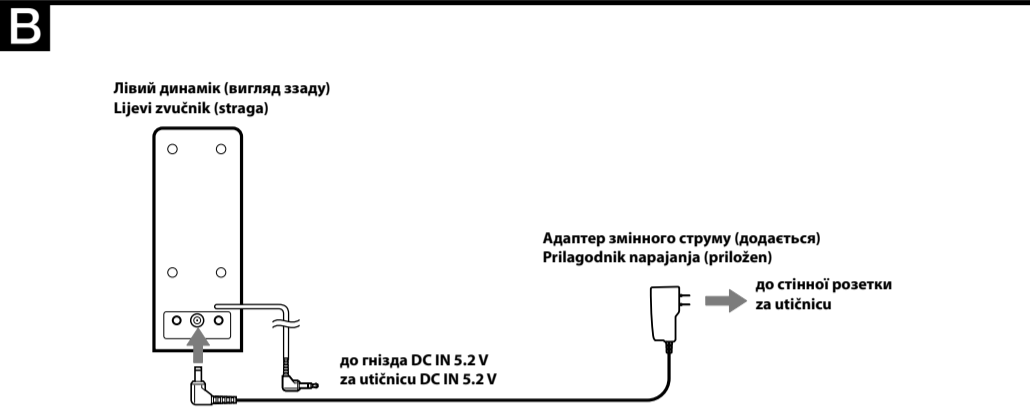 B
Лівий динамік (вигляд ззаду)
Lijevi zvučnik (straga)
Адаптер змінного струму (додається)
Prilagodnik napajanja (priložen)
до стінної розетки
za utičnicu
до гнізда DC IN 5.2 V
za utičnicu DC IN 5.2 V